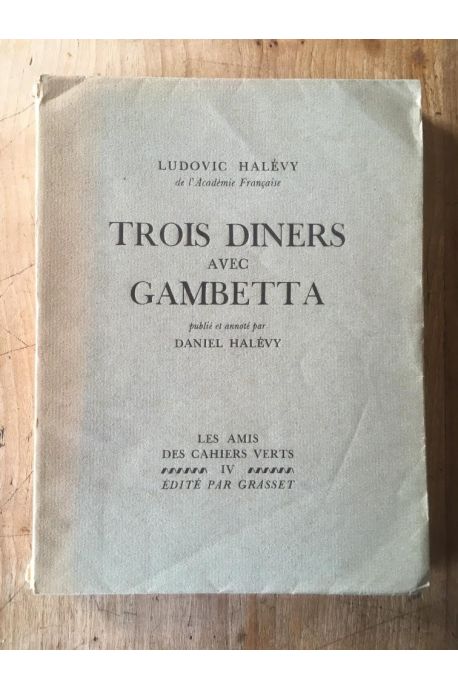 LUDOVIC HALÉVY
de l'Académie Française
TROIS DINERS
AVEC
GAMBETTA
publié et annoté par
DANIEL HALÉVY
LES AMIS
DES CAHIERS VERTS
IV
ÉDITÉ PAR GRASSET